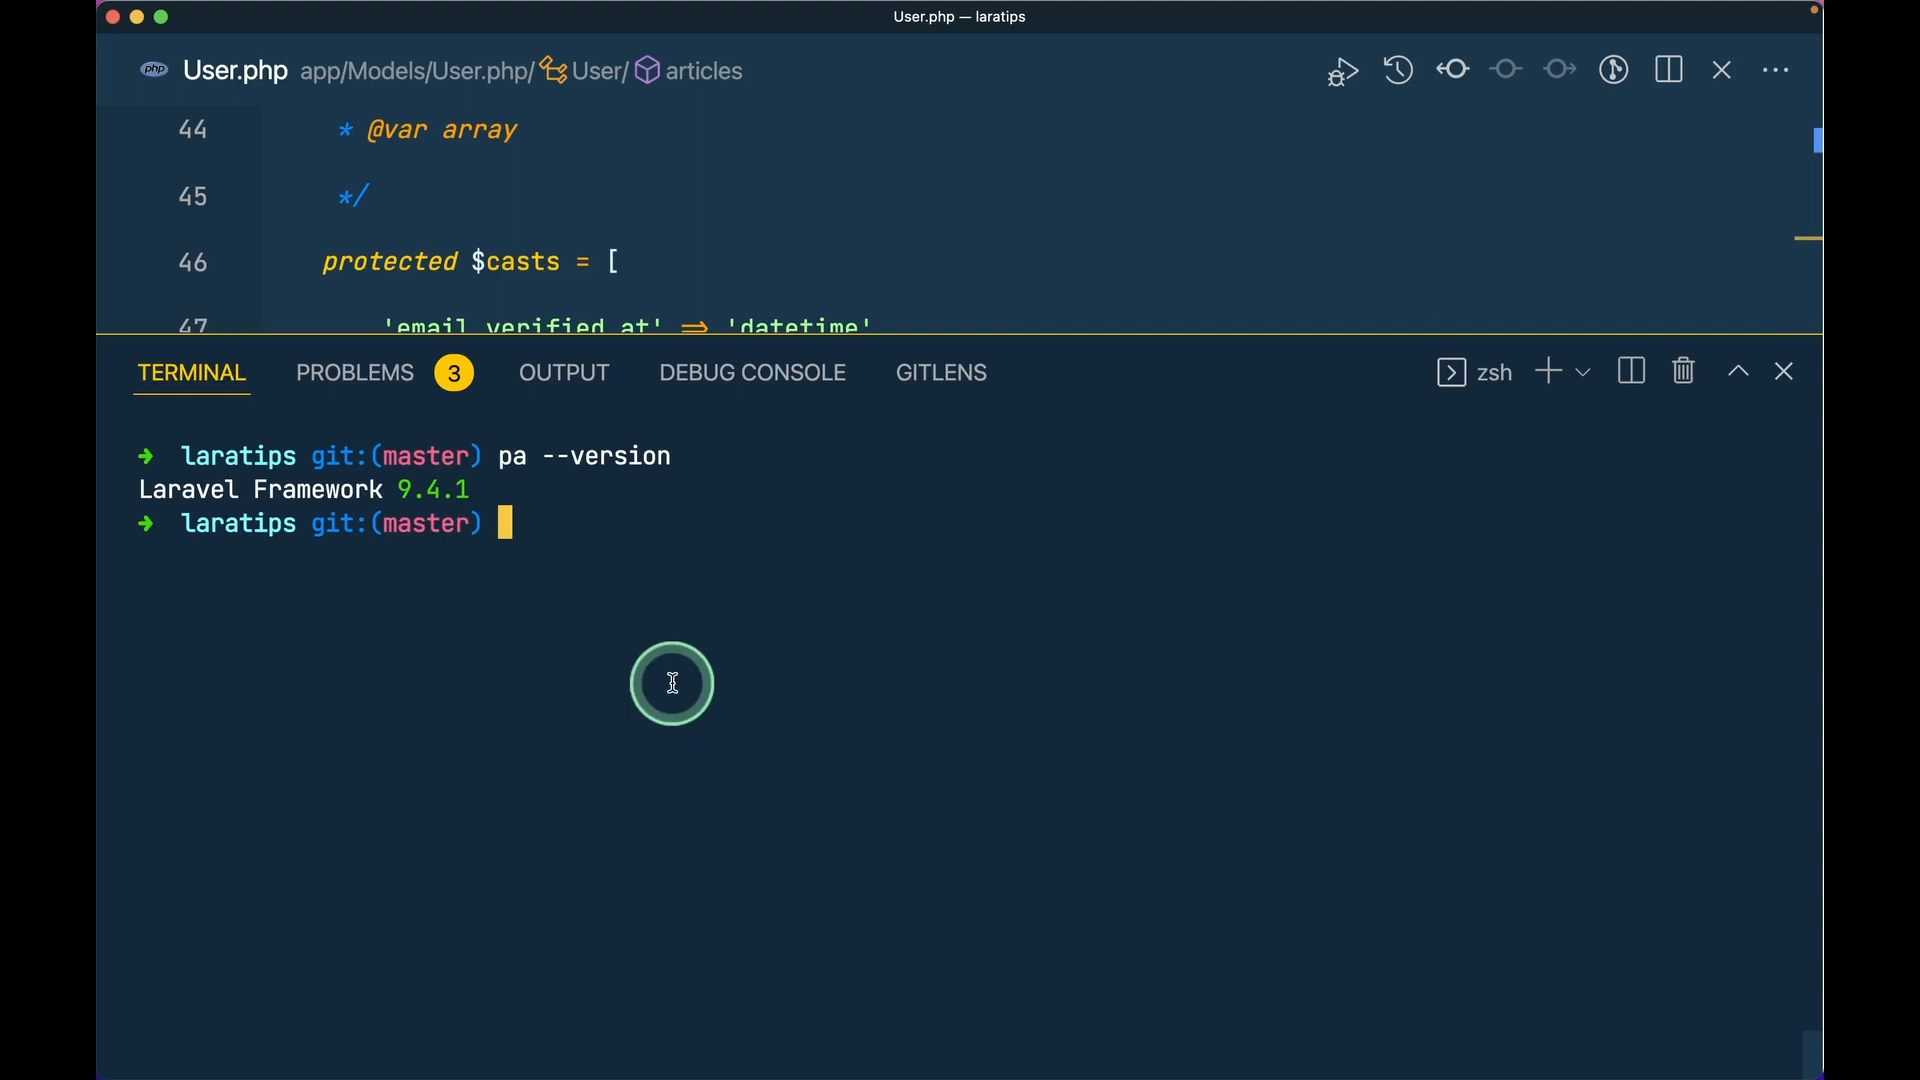 User.php — laratips
php User.php app/Models/User.php/ User/ articles
44 * @var array
45 */
46 protected $casts = [
47 'email_verified_at' => 'datetime'
TERMINAL PROBLEMS 3 OUTPUT DEBUG CONSOLE GITLENS zsh
➜ laratips git:(master) pa --version
Laravel Framework 9.4.1
➜ laratips git:(master)